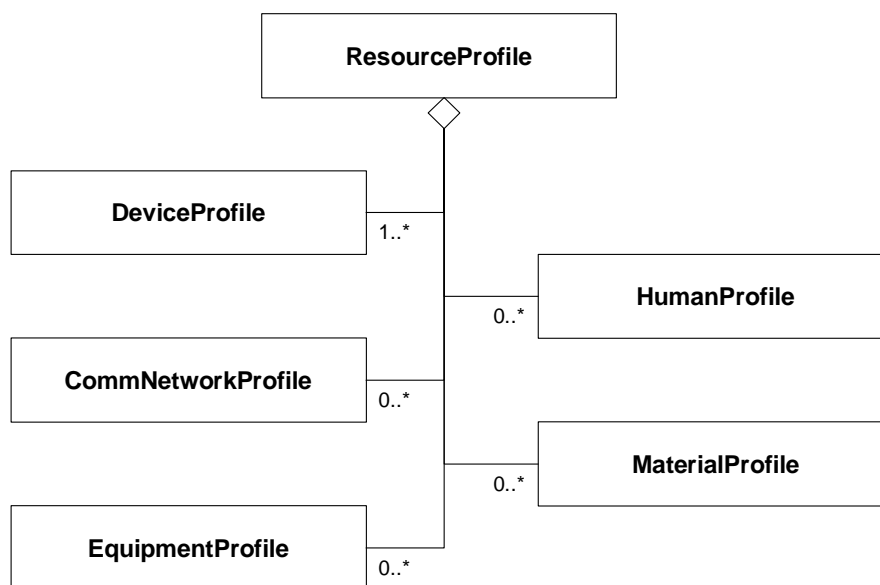 ResourceProfile
DeviceProfile
1..*
HumanProfile
0..*
CommNetworkProfile
0..*
MaterialProfile
0..*
EquipmentProfile
0..*